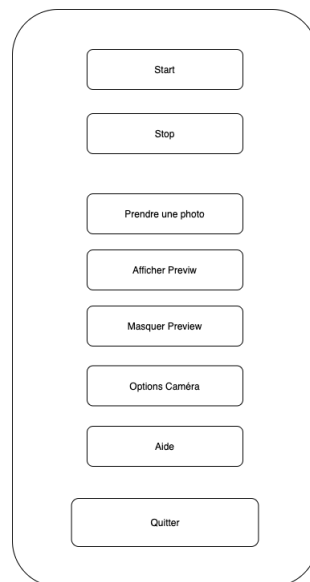 Start
Stop
Prendre une photo
Afficher Previw
Masquer Preview
Options Caméra
Aide
Quitter